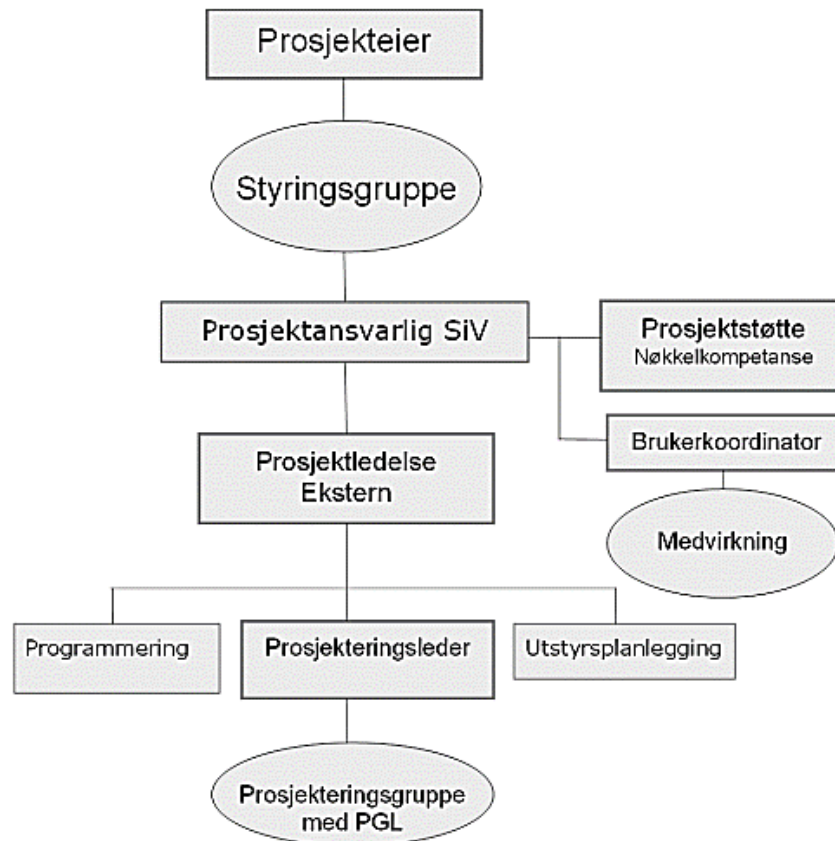 Prosjekteier
Styringsgruppe
Prosjektansvarlig SiV
Prosjektstøtte
Nøkkelkompetanse
Brukerkoordinator
Prosjektledelse
Ekstern
Medvirkning
Programmering
Prosjekteringsleder
Utstyrsplanlegging
Prosjekteringsgruppe
med PGL